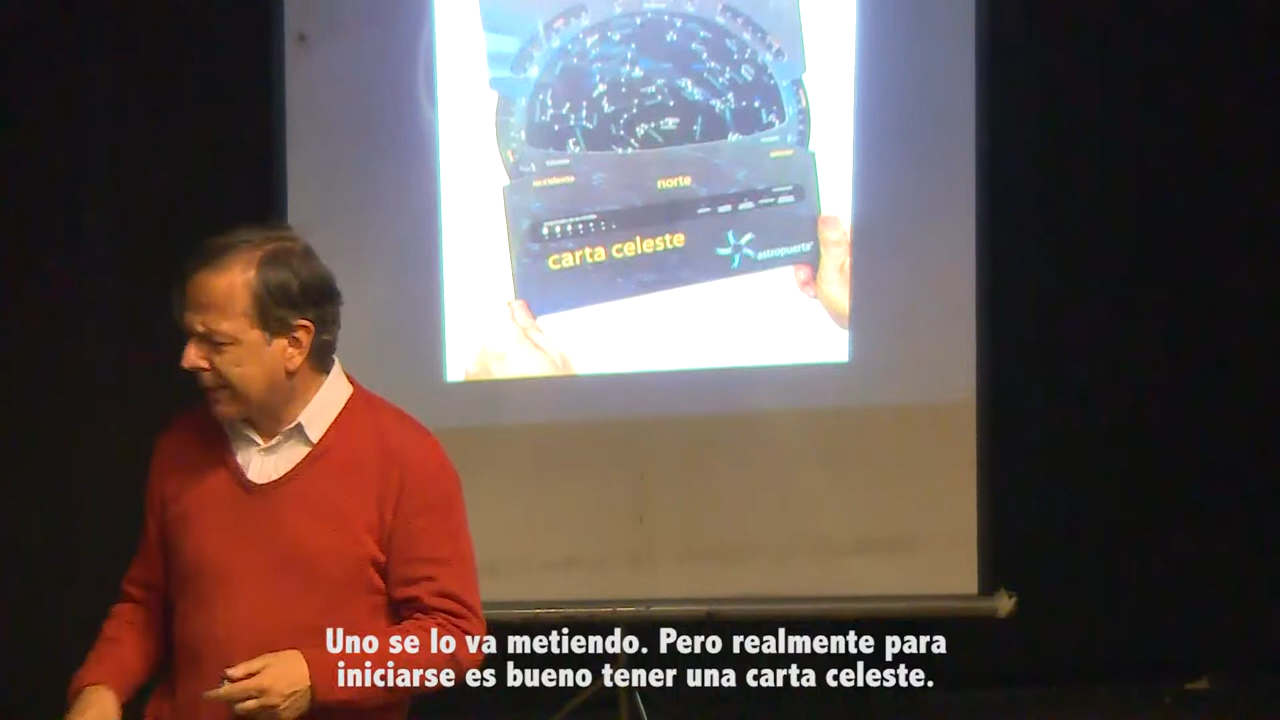 norte
carta celeste
astropuerta
Uno se lo va metiendo. Pero realmente para
iniciarse es bueno tener una carta celeste.